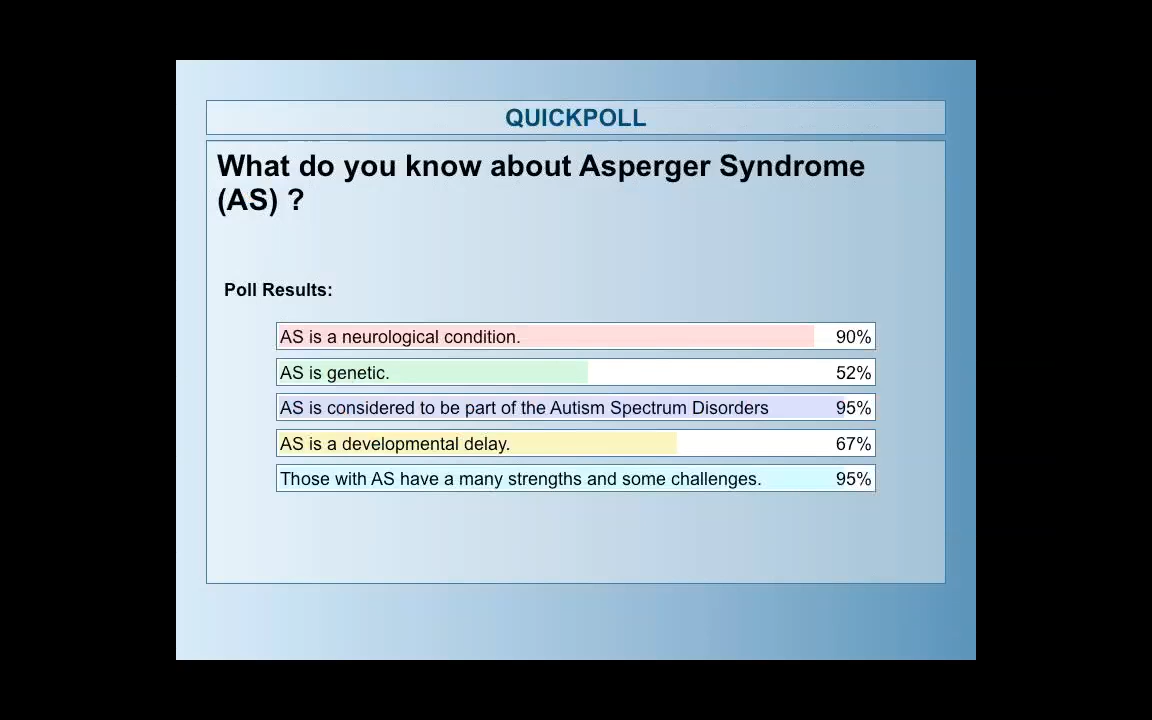 QUICKPOLL
What do you know about Asperger Syndrome
(AS) ?
Poll Results:
AS is a neurological condition. 90%
AS is genetic. 52%
AS is considered to be part of the Autism Spectrum Disorders 95%
AS is a developmental delay. 67%
Those with AS have a many strengths and some challenges. 95%